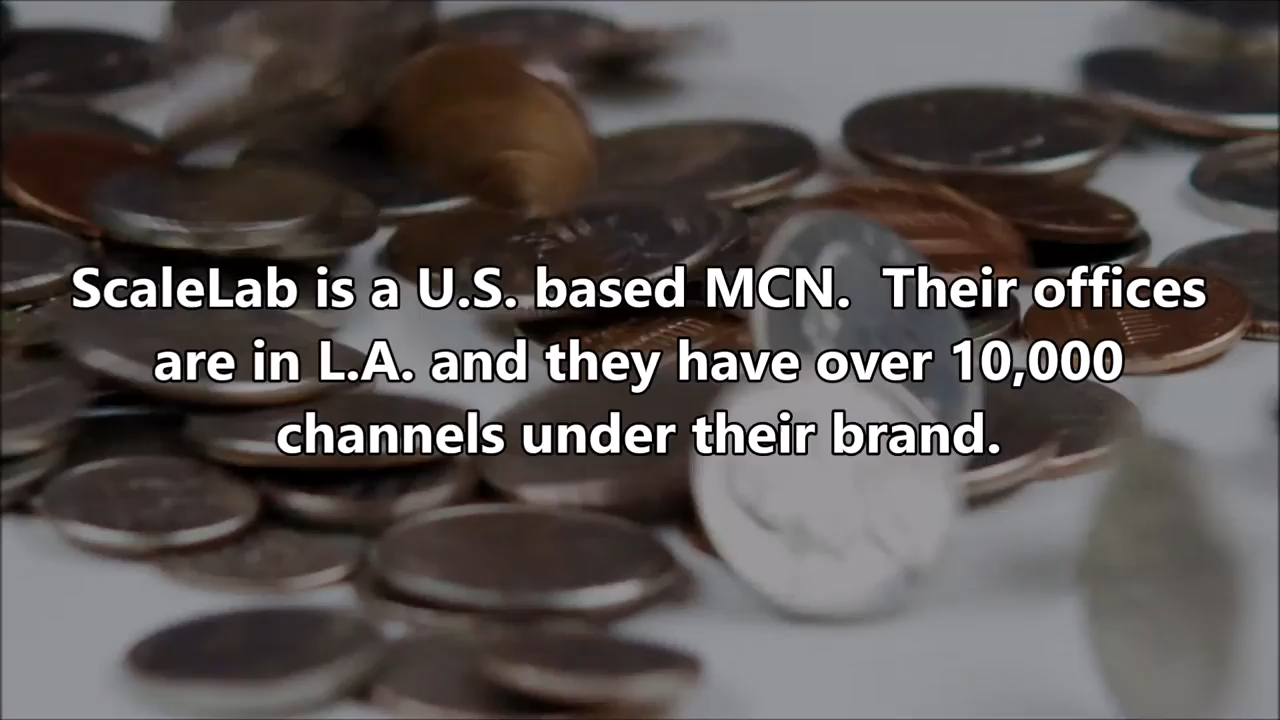 ScaleLab is a U.S. based MCN.  Their offices
are in L.A. and they have over 10,000
channels under their brand.